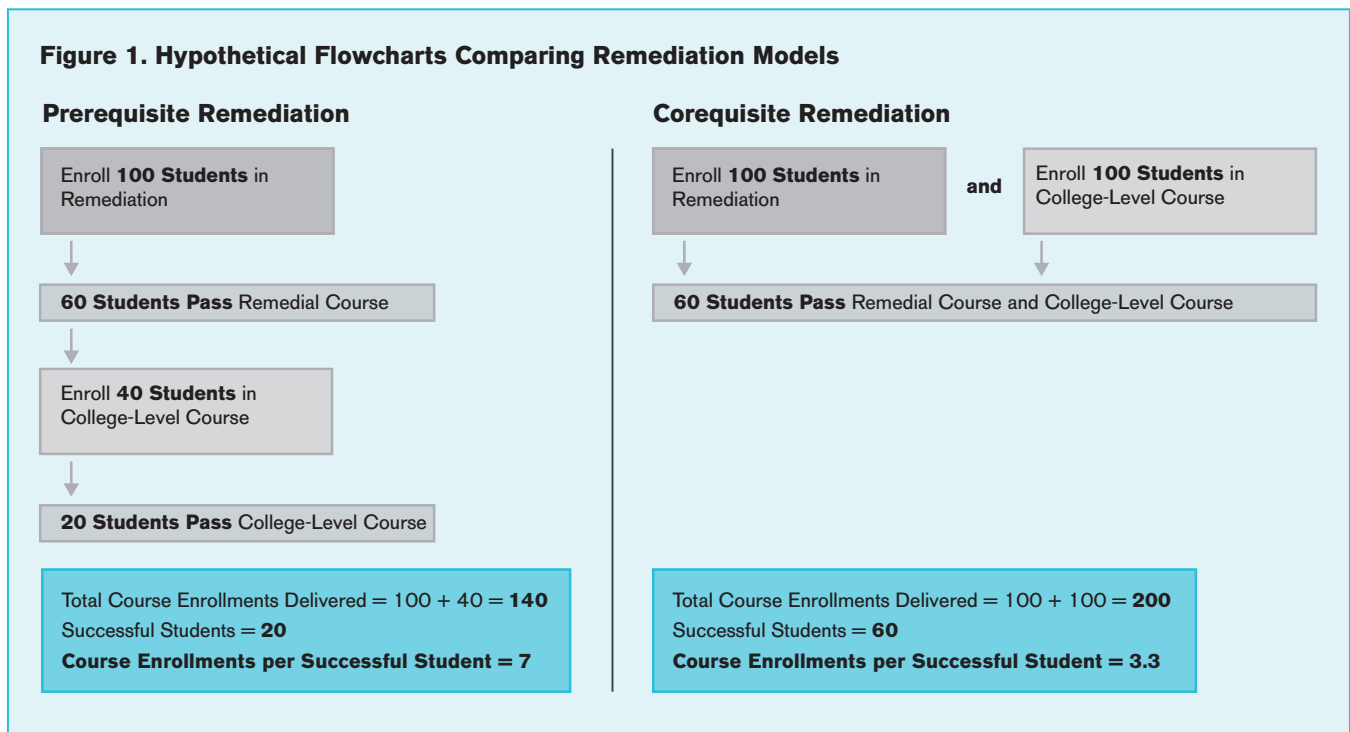 Figure 1. Hypothetical Flowcharts Comparing Remediation Models
Prerequisite Remediation
Enroll 100 Students in
Remediation
60 Students Pass Remedial Course
Enroll 40 Students in
College-Level Course
20 Students Pass College-Level Course
Total Course Enrollments Delivered = 100 + 40 = 140
Successful Students = 20
Course Enrollments per Successful Student = 7
Corequisite Remediation
Enroll 100 Students in
Remediation
and
Enroll 100 Students in
College-Level Course
60 Students Pass Remedial Course and College-Level Course
Total Course Enrollments Delivered = 100 + 100 = 200
Successful Students = 60
Course Enrollments per Successful Student = 3.3